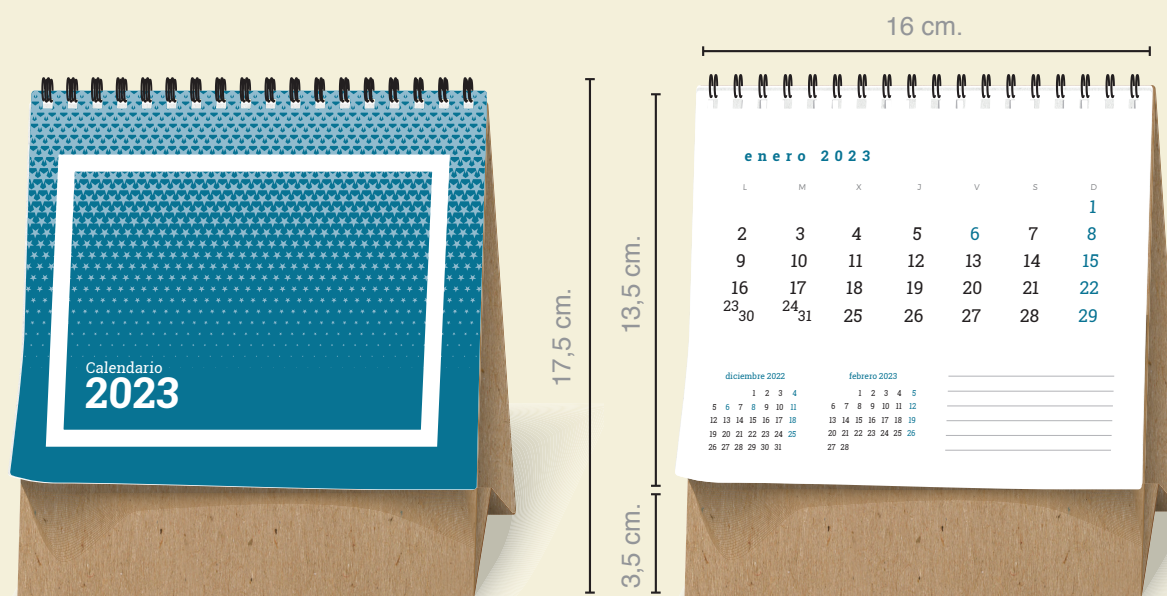 16 cm.
17,5 cm.
13,5 cm.
3,5 cm.
Calendario
2023
enero 2023
L M X J V S D
1
2 3 4 5 6 7 8
9 10 11 12 13 14 15
16 17 18 19 20 21 22
23 30 24 31 25 26 27 28 29
diciembre 2022
1 2 3 4
5 6 7 8 9 10 11
12 13 14 15 16 17 18
19 20 21 22 23 24 25
26 27 28 29 30 31
febrero 2023
1 2 3 4 5
6 7 8 9 10 11 12
13 14 15 16 17 18 19
20 21 22 23 24 25 26
27 28